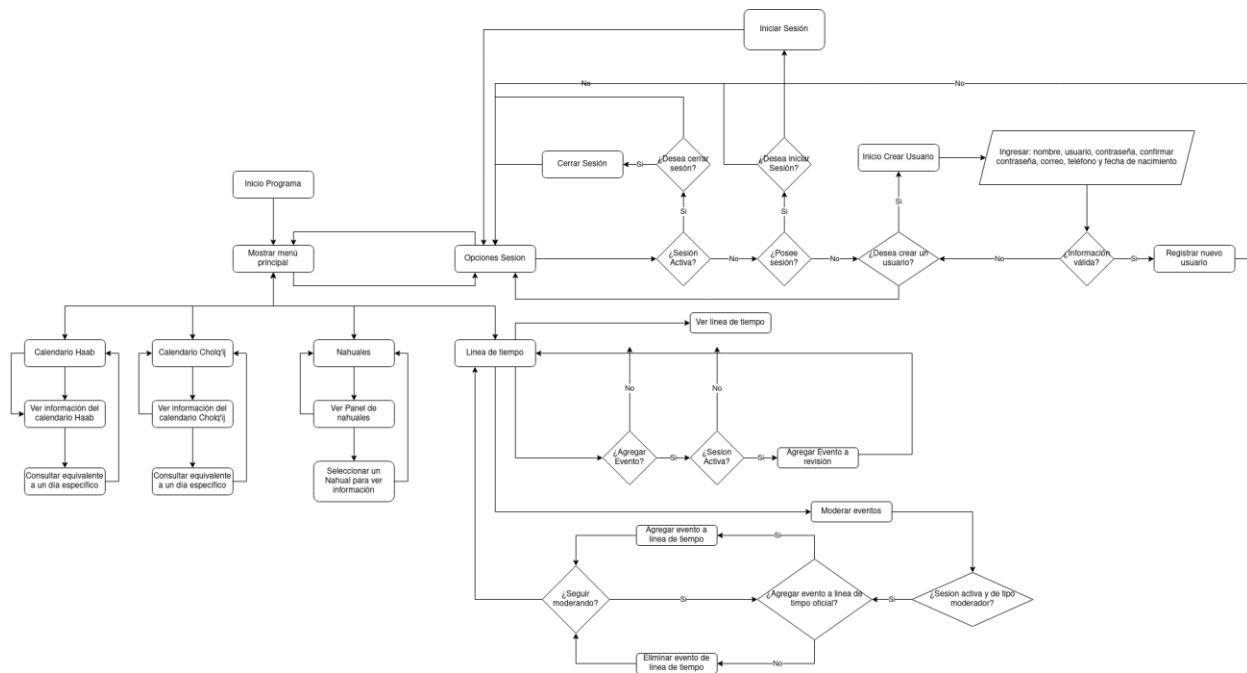 Iniciar Sesión
No
No
¿Desea cerrar
sesón?
¿Desea iniciar
Sesión?
Cerrar Sesión
Si
Inicio Crear Usuario
Ingresar: nombre, usuario, contraseña, confirmar
contraseña, correo, teléfono y fecha de nacimiento
Inicio Programa
Si
Si
Si
Mostrar menú
principal
Opciones Sesion
¿Sesión
Activa?
No
¿Posee
sesión?
No
¿Desea crear un
usuario?
No
¿Información
válida?
Si
Registrar nuevo
usuario
Ver linea de tiempo
Calendario Haab
Calendario Cholq'ij
Nahuales
Linea de tiempo
No
No
Ver información del
calendario Haab
Ver información del
calendario Cholq'ij
Ver Panel de
nahuales
¿Agregar
Evento?
Si
¿Sesion
Activa?
Si
Agregar Evento a
revisión
Consultar equivalente
a un día específico
Consultar equivalente
a un día específico
Seleccionar un
Nahual para ver
información
Moderar eventos
Agregar evento a
linea de tiempo
Si
¿Seguir
moderando?
Si
¿Agregar evento a linea de
timpo oficial?
Si
¿Sesion activa y de tipo
moderador?
Eliminar evento de
linea de tiempo
No